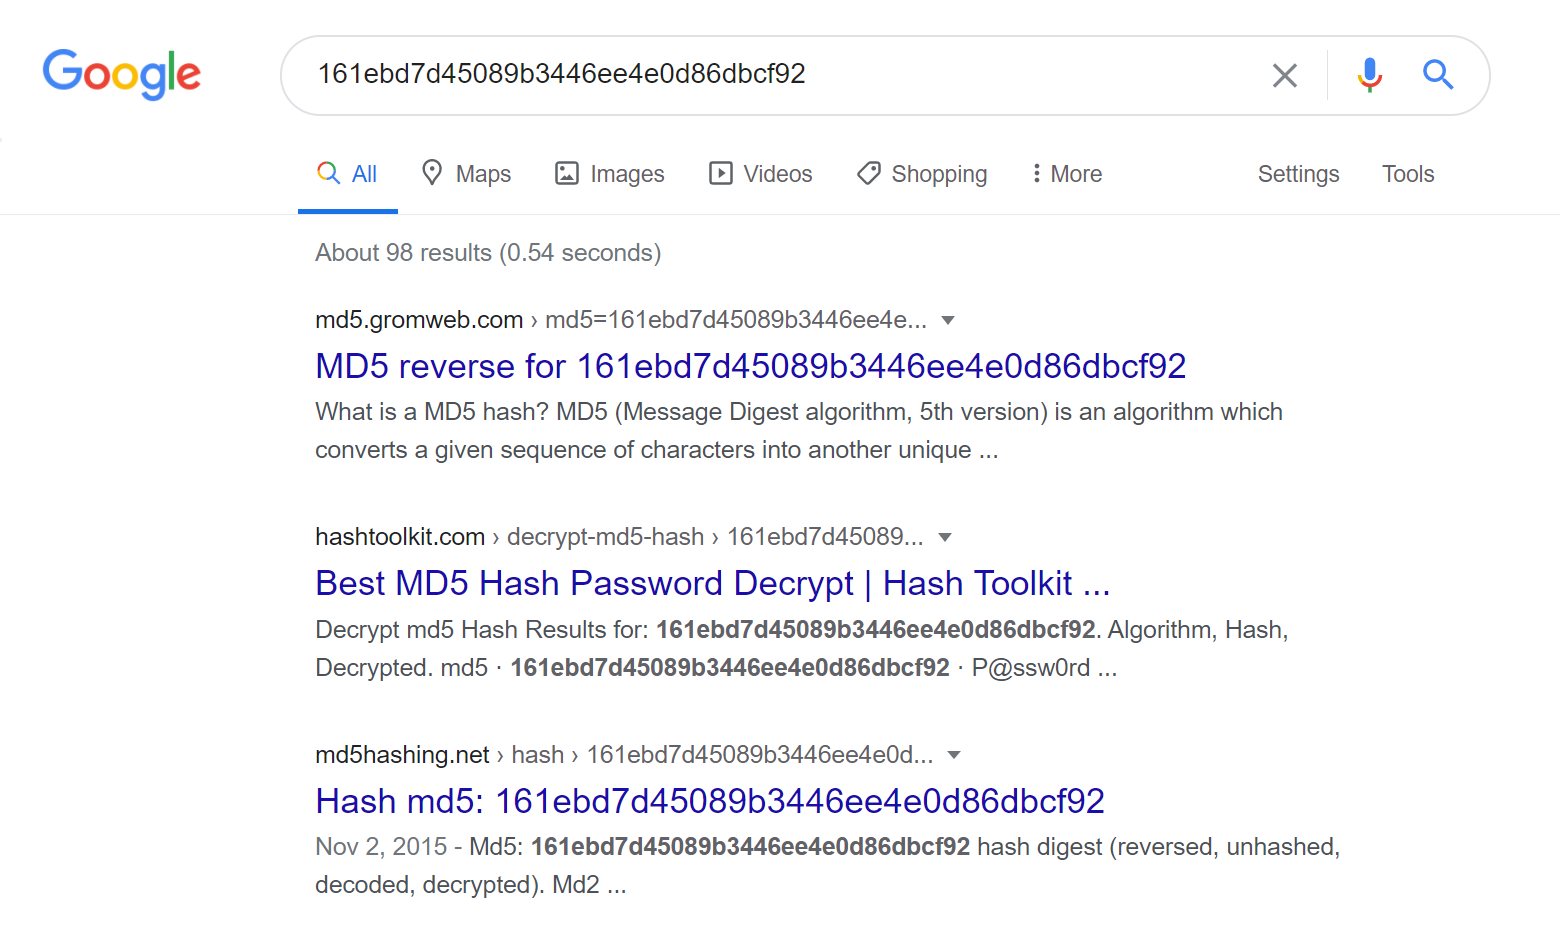 Google
161ebd7d45089b3446ee4e0d86dbcf92
All Maps Images Videos Shopping More Settings Tools
About 98 results (0.54 seconds)
md5.gromweb.com › md5=161ebd7d45089b3446ee4e...
MD5 reverse for 161ebd7d45089b3446ee4e0d86dbcf92
What is a MD5 hash? MD5 (Message Digest algorithm, 5th version) is an algorithm which
converts a given sequence of characters into another unique ...
hashtoolkit.com › decrypt-md5-hash › 161ebd7d45089...
Best MD5 Hash Password Decrypt | Hash Toolkit ...
Decrypt md5 Hash Results for: 161ebd7d45089b3446ee4e0d86dbcf92. Algorithm, Hash,
Decrypted. md5 · 161ebd7d45089b3446ee4e0d86dbcf92 · P@ssw0rd ...
md5hashing.net › hash › 161ebd7d45089b3446ee4e0d...
Hash md5: 161ebd7d45089b3446ee4e0d86dbcf92
Nov 2, 2015 - Md5: 161ebd7d45089b3446ee4e0d86dbcf92 hash digest (reversed, unhashed,
decoded, decrypted). Md2 ...